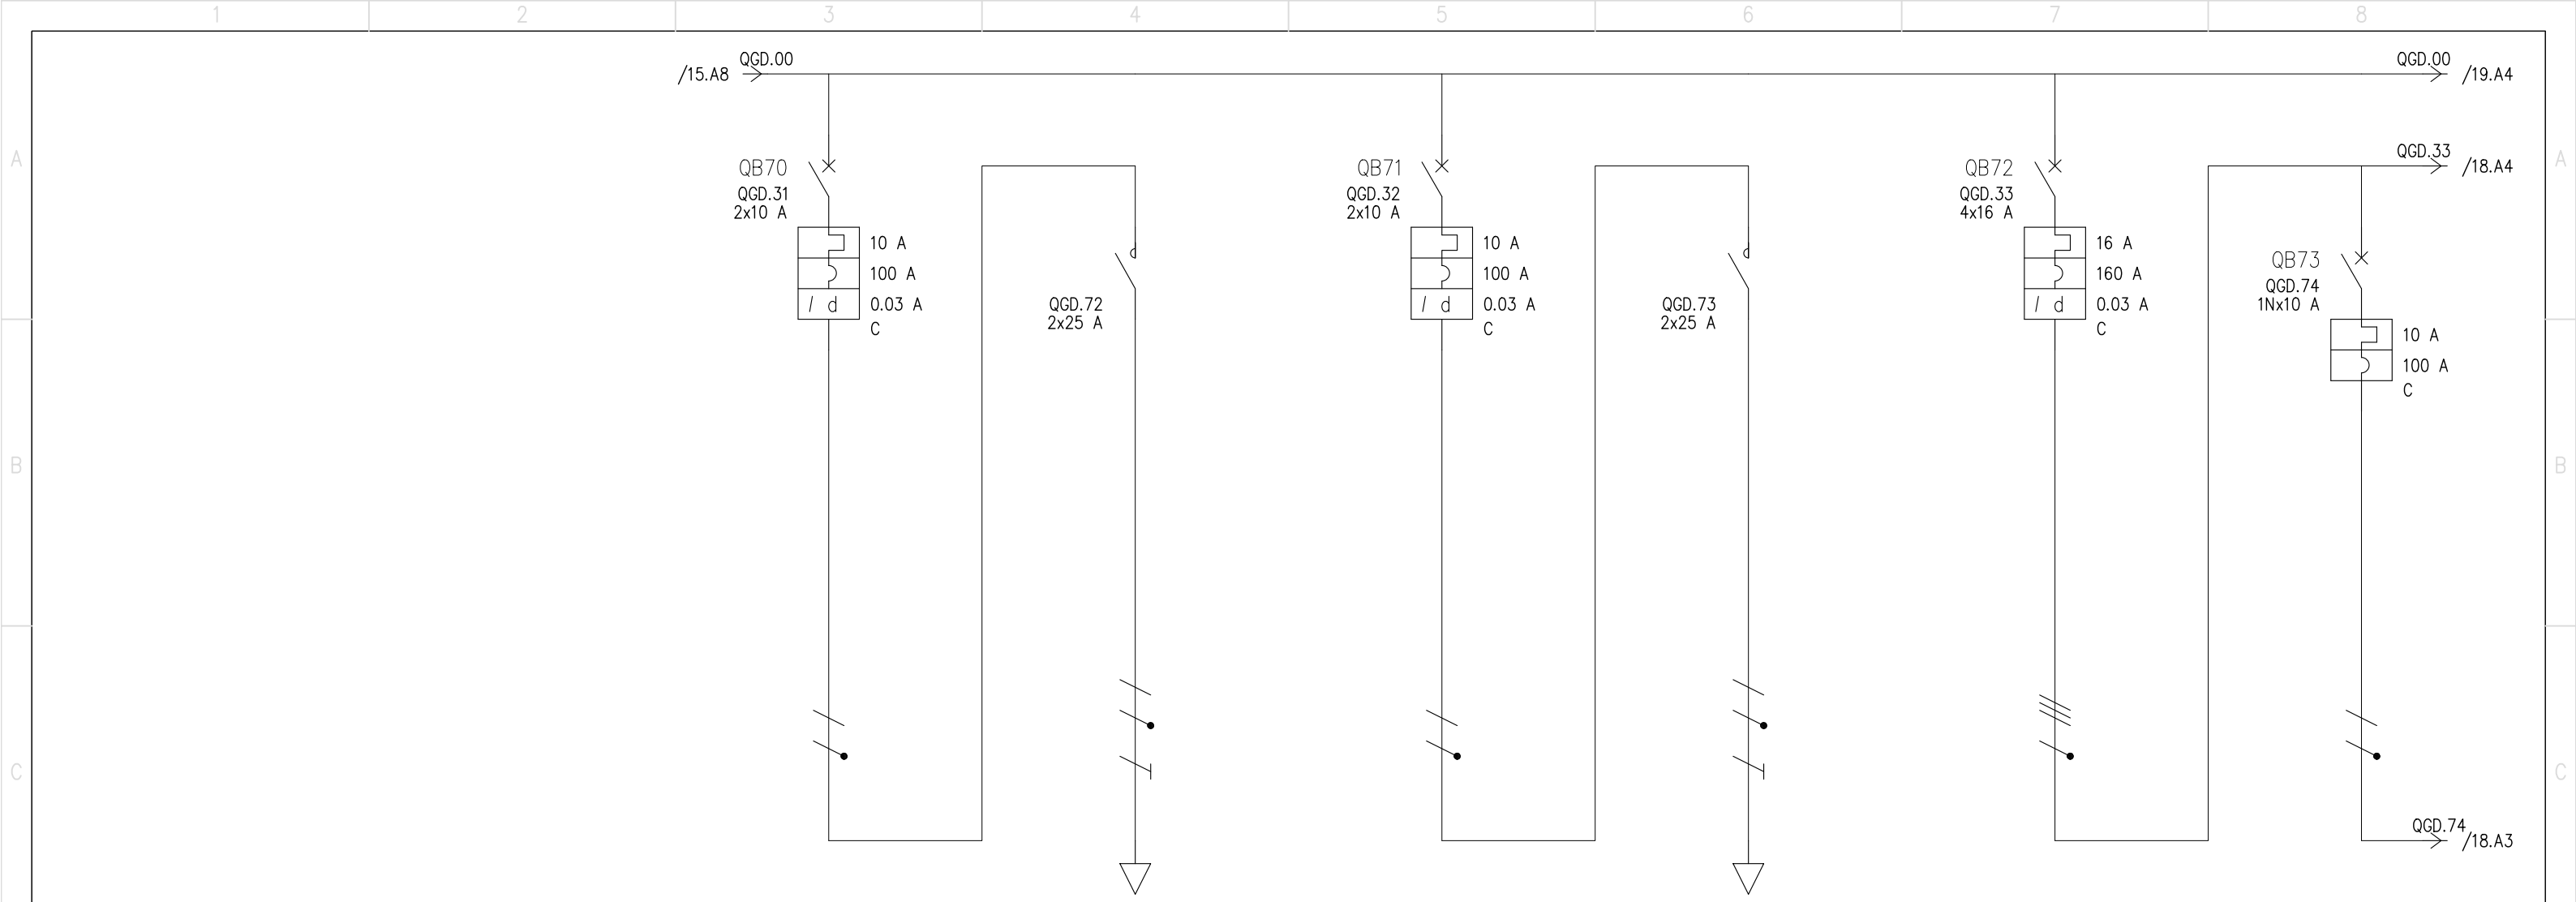 1 2 3 4 5 6 7 8
QGD.00
/15.A8
QGD.00
/19.A4
A
A
QB70
QGD.31
2x10 A
10 A
100 A
I d
0.03 A
C
QGD.72
2x25 A
QB71
QGD.32
2x10 A
10 A
100 A
I d
0.03 A
C
QGD.73
2x25 A
QB72
QGD.33
4x16 A
16 A
160 A
I d
0.03 A
C
QGD.33
/18.A4
QB73
QGD.74
1Nx10 A
10 A
100 A
C
B
B
C
C
QGD.74
/18.A3